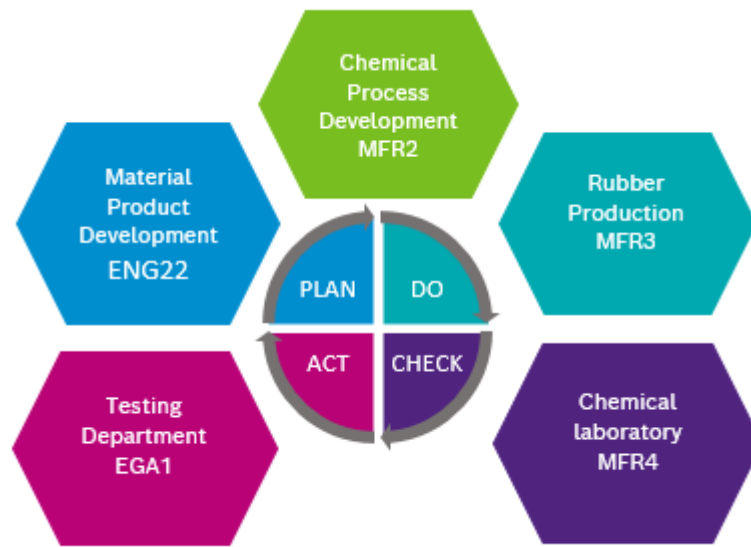 Chemical
Process
Development
MFR2
Material
Product
Development
ENG22
Rubber
Production
MFR3
PLAN
DO
ACT
CHECK
Testing
Department
EGA1
Chemical
laboratory
MFR4